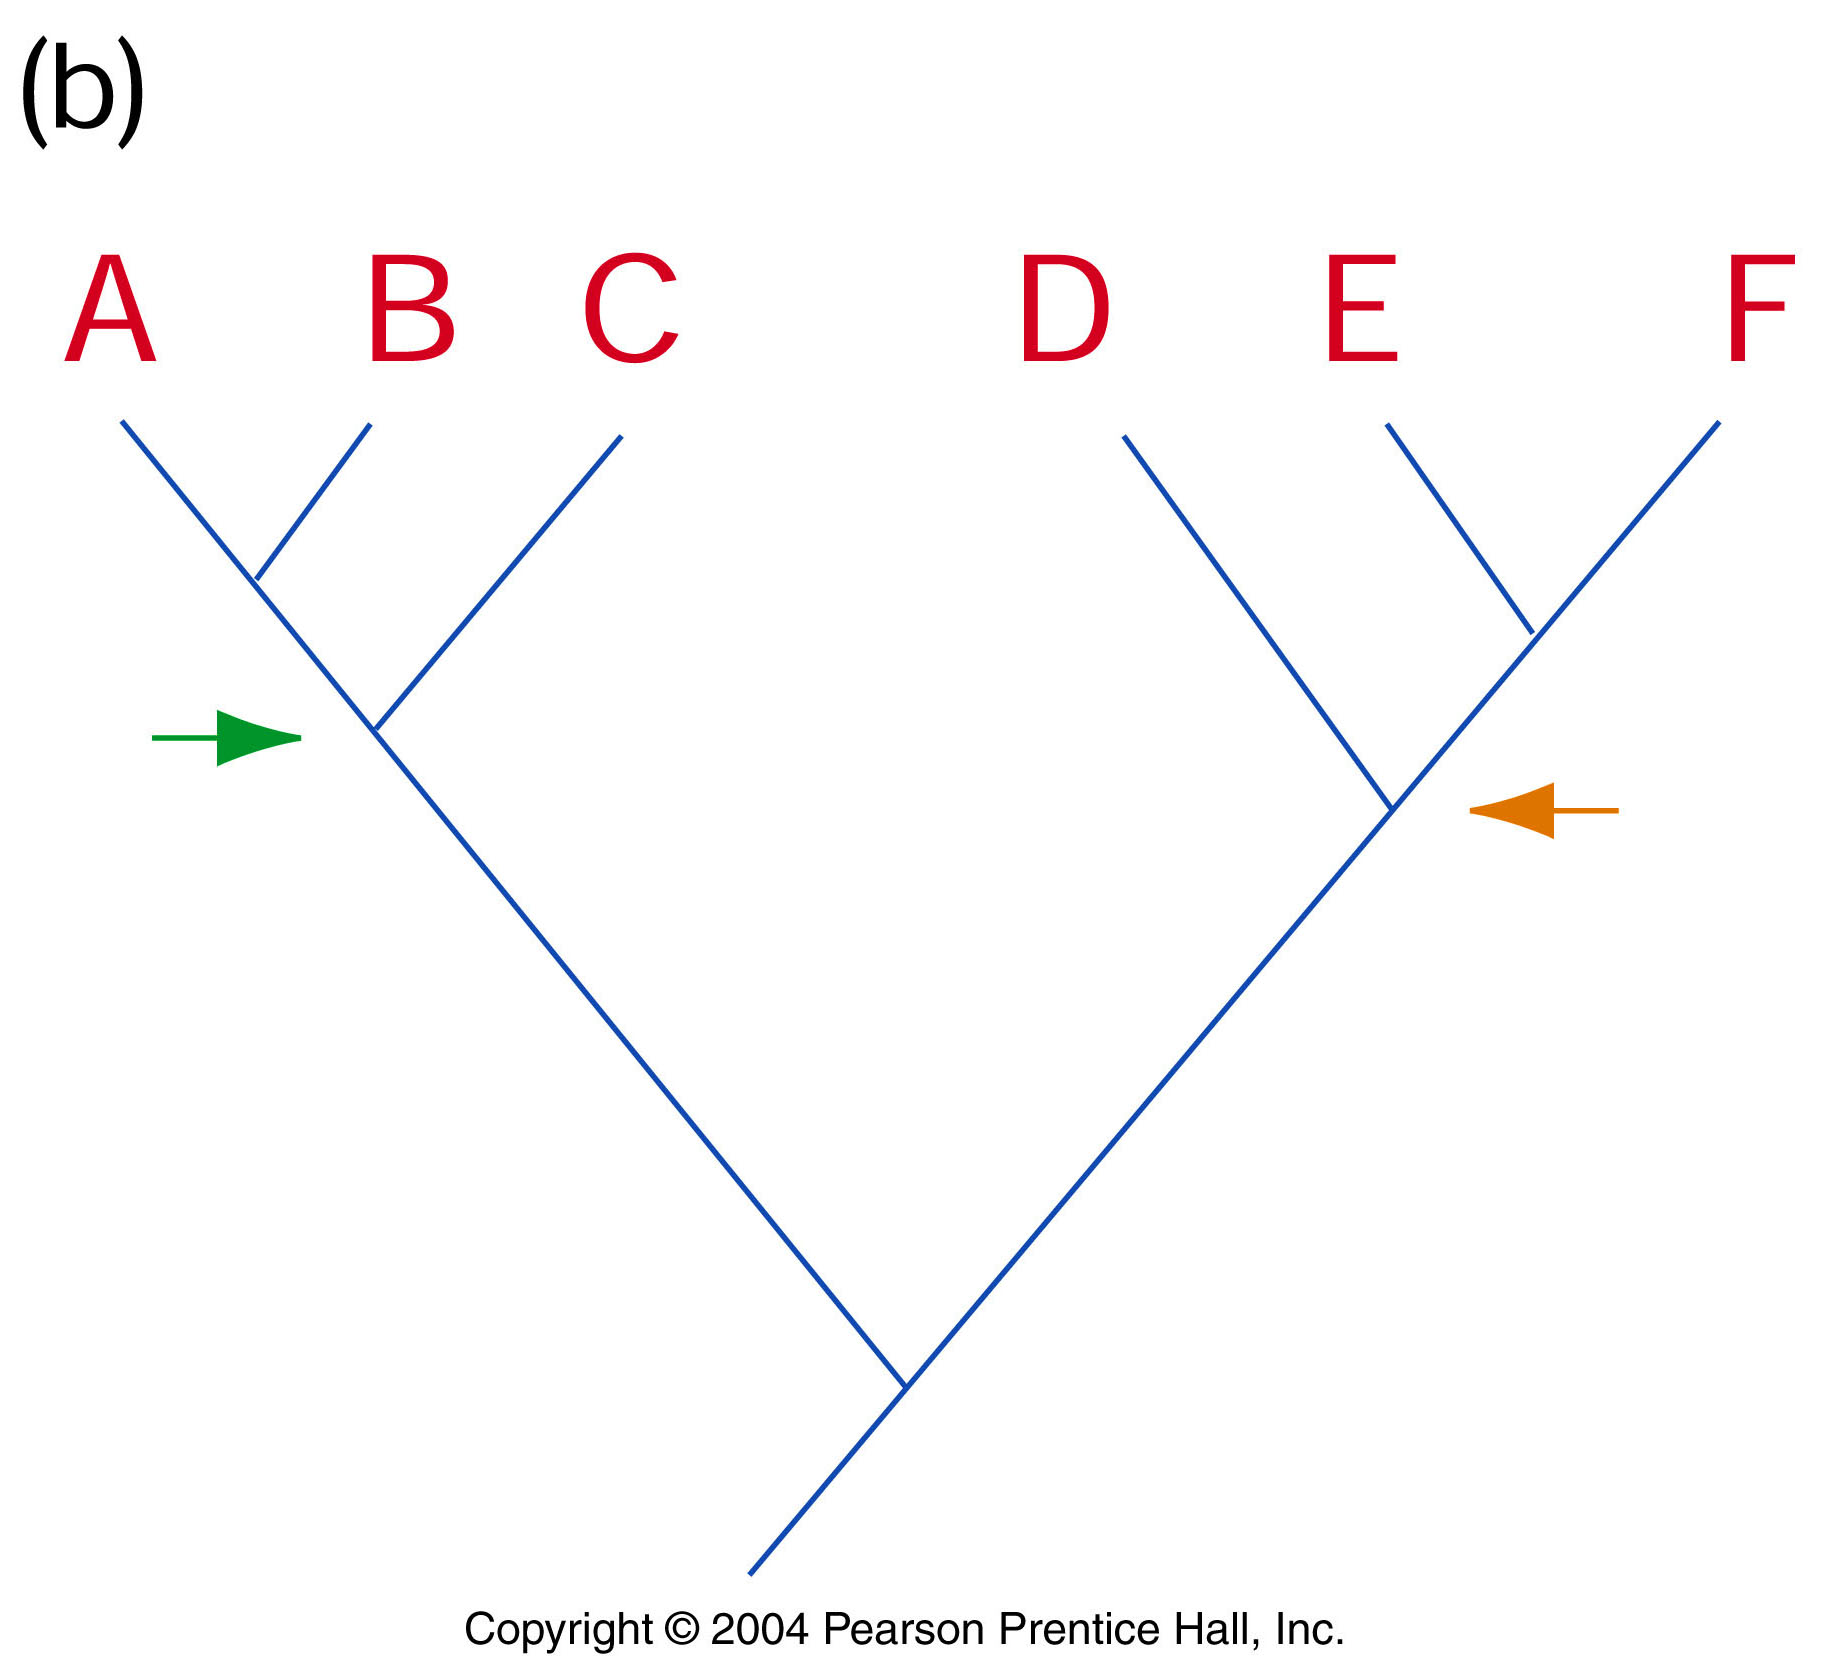 (b)
A B C D E F
Copyright © 2004 Pearson Prentice Hall, Inc.